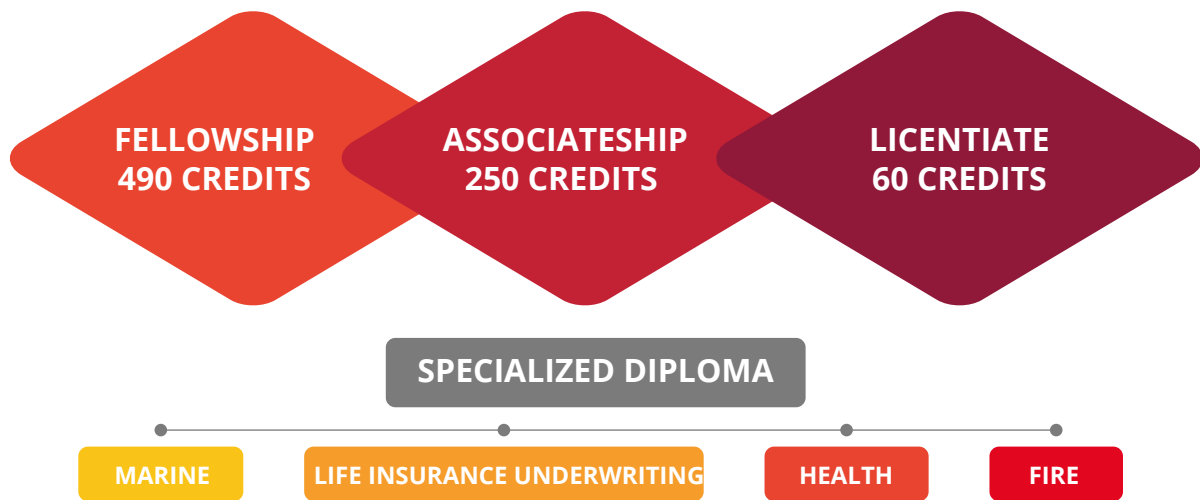 FELLOWSHIP
490 CREDITS
ASSOCIATESHIP
250 CREDITS
LICENTIATE
60 CREDITS
SPECIALIZED DIPLOMA
MARINE
LIFE INSURANCE UNDERWRITING
HEALTH
FIRE